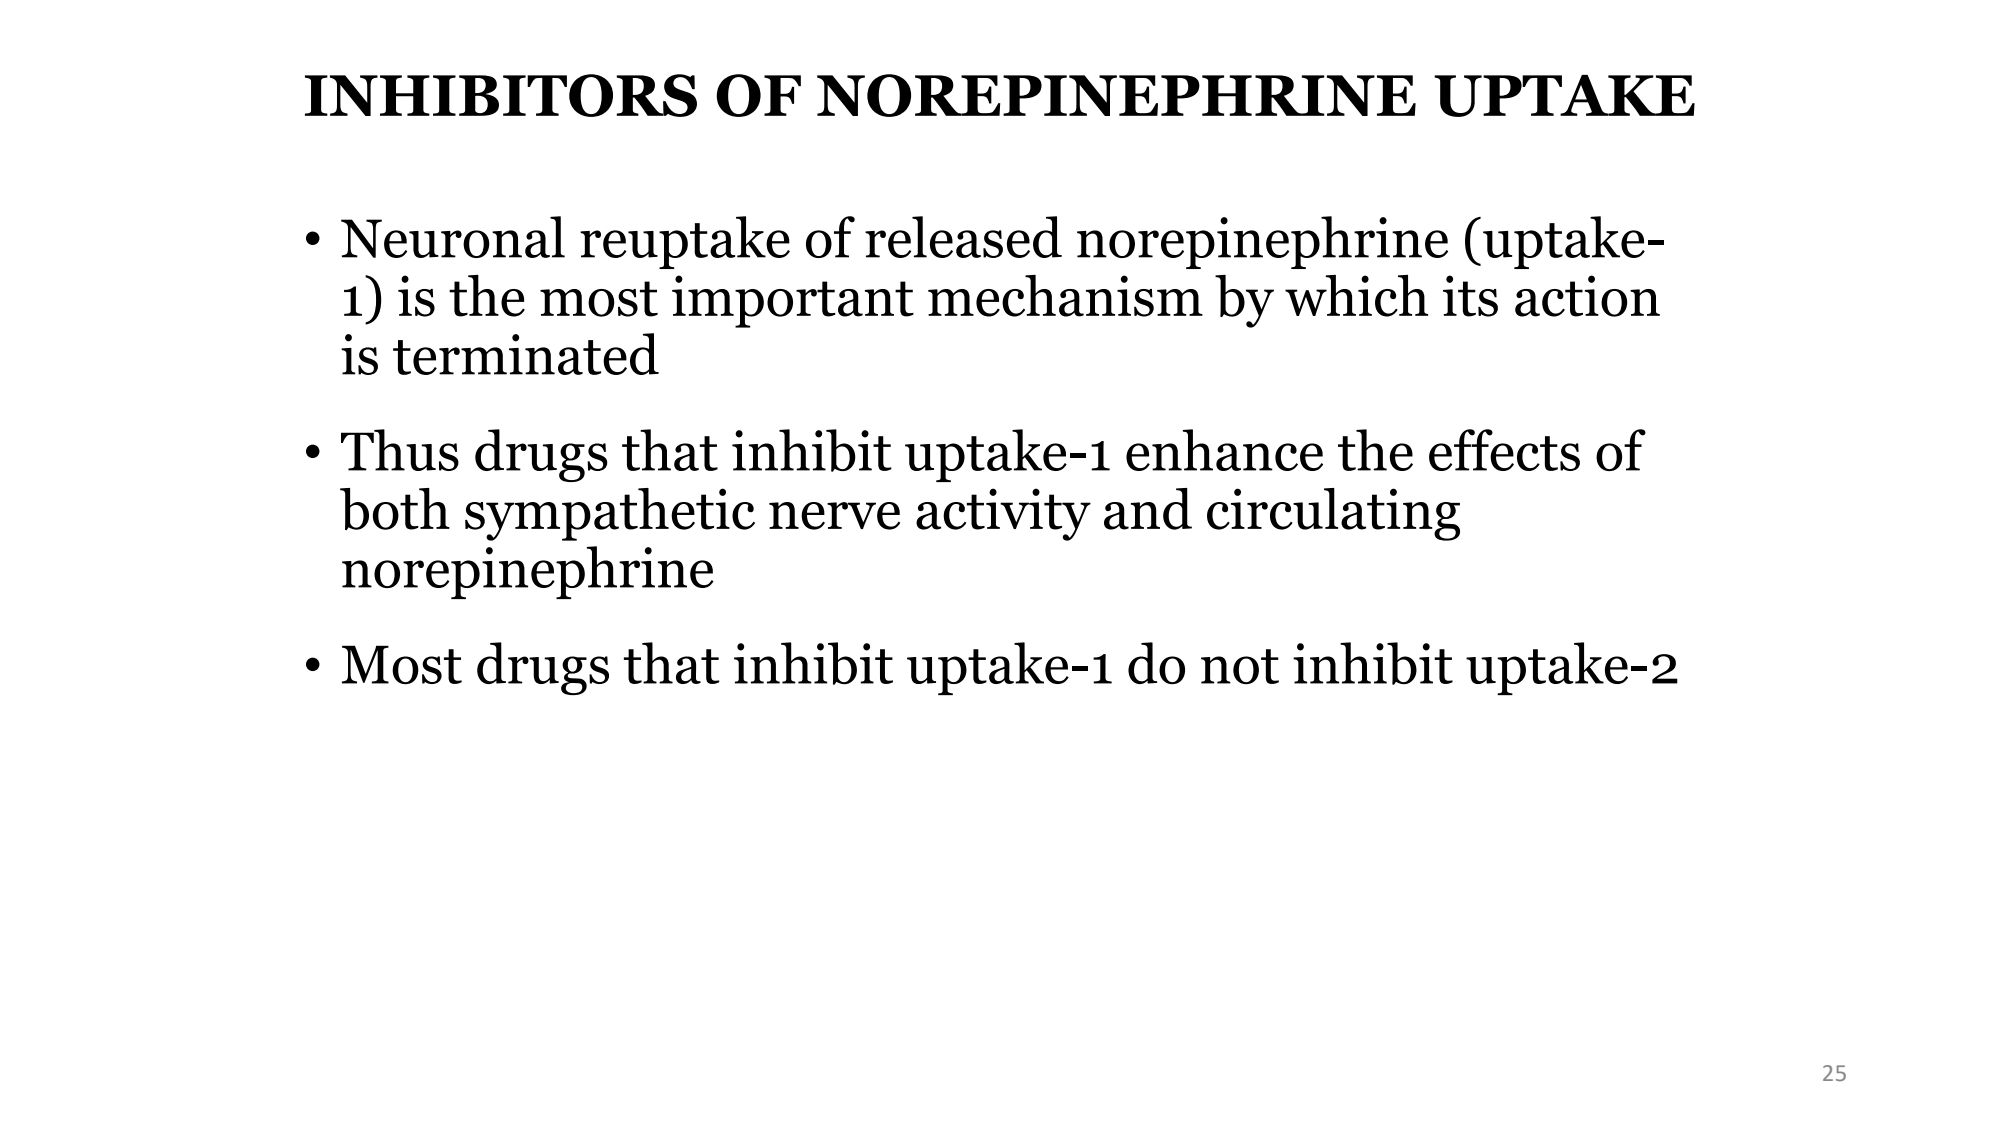 INHIBITORS OF NOREPINEPHRINE UPTAKE
• Neuronal reuptake of released norepinephrine (uptake-
1) is the most important mechanism by which its action
is terminated
• Thus drugs that inhibit uptake-1 enhance the effects of
both sympathetic nerve activity and circulating
norepinephrine
• Most drugs that inhibit uptake-1 do not inhibit uptake-2
25